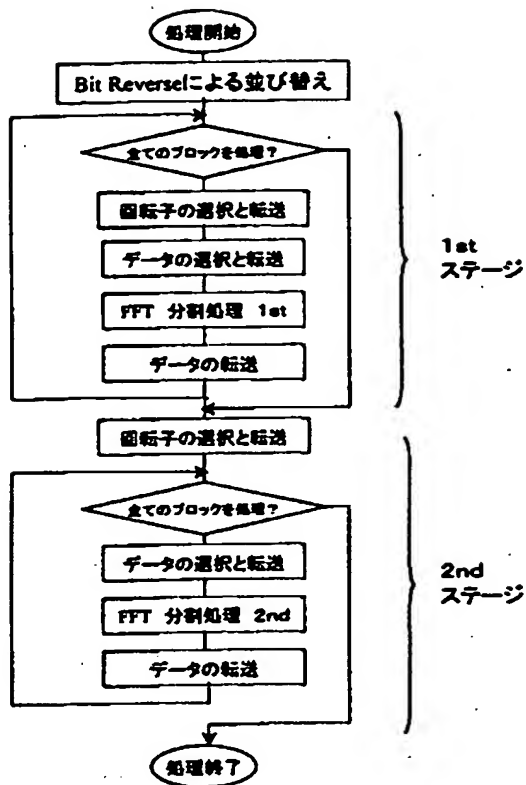 処理開始
Bit Reverseによる並び替え
全てのブロックを処理?
回転子の選択と転送
データの選択と転送
FFT 分割処理 1st
データの転送
1st
ステージ
回転子の選択と転送
全てのブロックを処理?
データの選択と転送
FFT 分割処理 2nd
データの転送
2nd
ステージ
処理終了